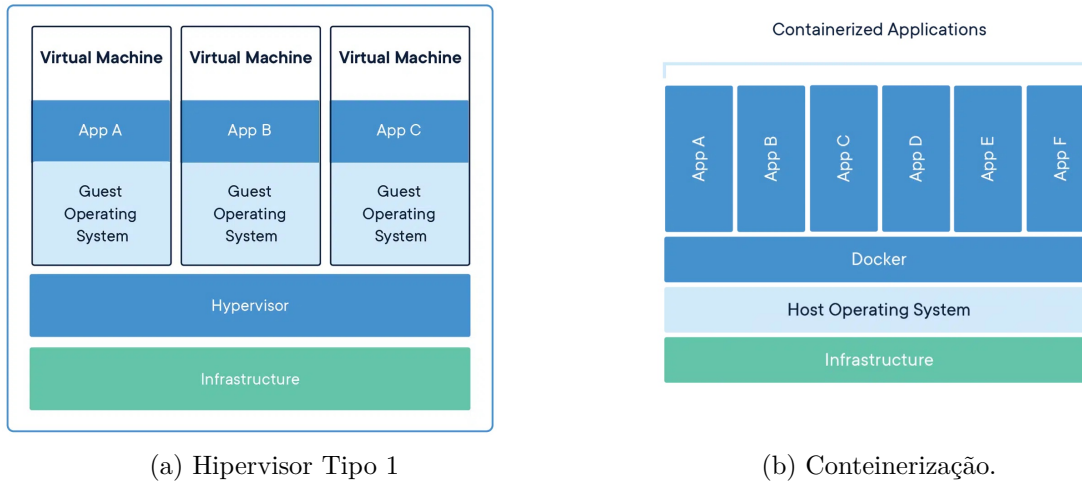 Virtual Machine
Virtual Machine
Virtual Machine
App A
App B
App C
Guest
Operating
System
Guest
Operating
System
Guest
Operating
System
Hypervisor
Infrastructure
(a) Hipervisor Tipo 1
Containerized Applications
App A
App B
App C
App D
App E
App F
Docker
Host Operating System
Infrastructure
(b) Conteinerização.